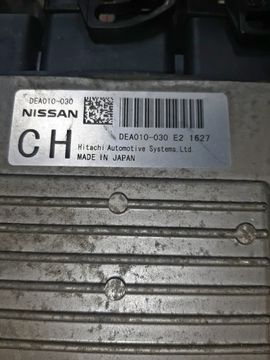 DEA010-030
NISSAN
CH
DEA010-030 E2 1627
Hitachi Automotive Systems,Ltd.
MADE IN JAPAN